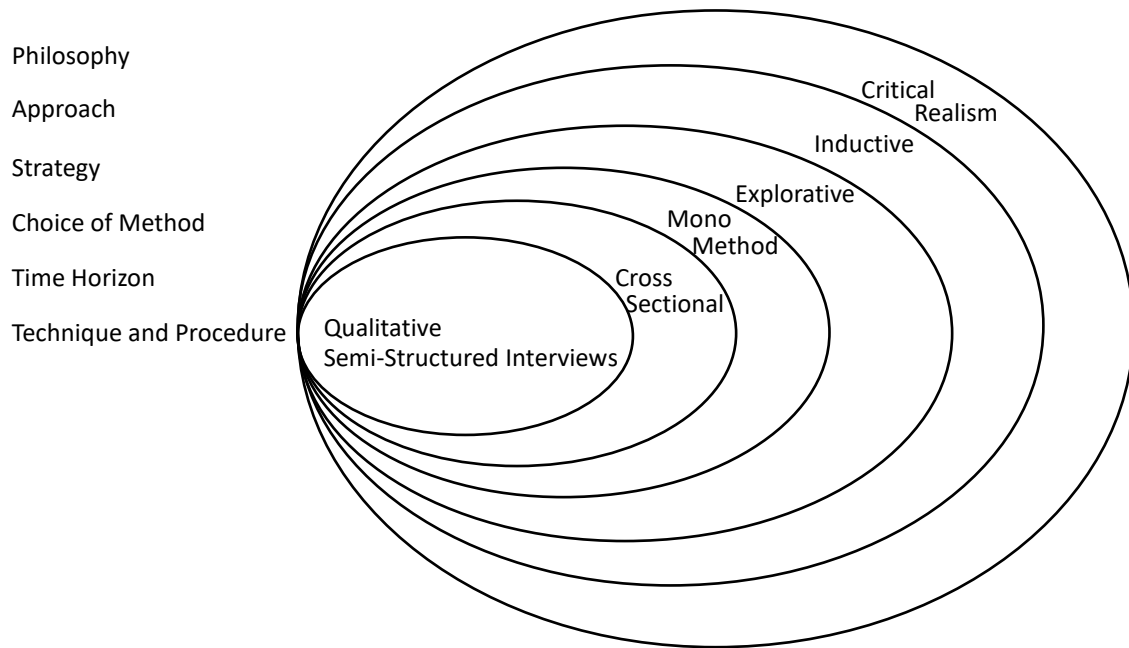 Philosophy
Approach
Strategy
Choice of Method
Time Horizon
Technique and Procedure
Critical
Realism
Inductive
Explorative
Mono
Method
Cross
Sectional
Qualitative
Semi-Structured Interviews